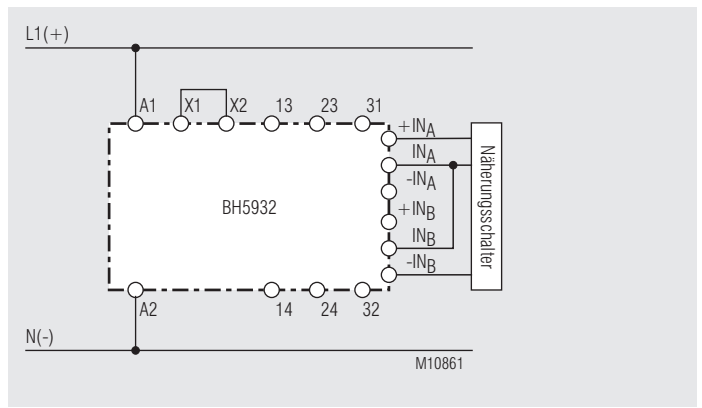 L1(+)
A1 X1 X2 13 23 31
+INA
INA
-INA
BH5932
+INB
INB
-INB
Näherungsschalter
A2 14 24 32
N(-)
M10861